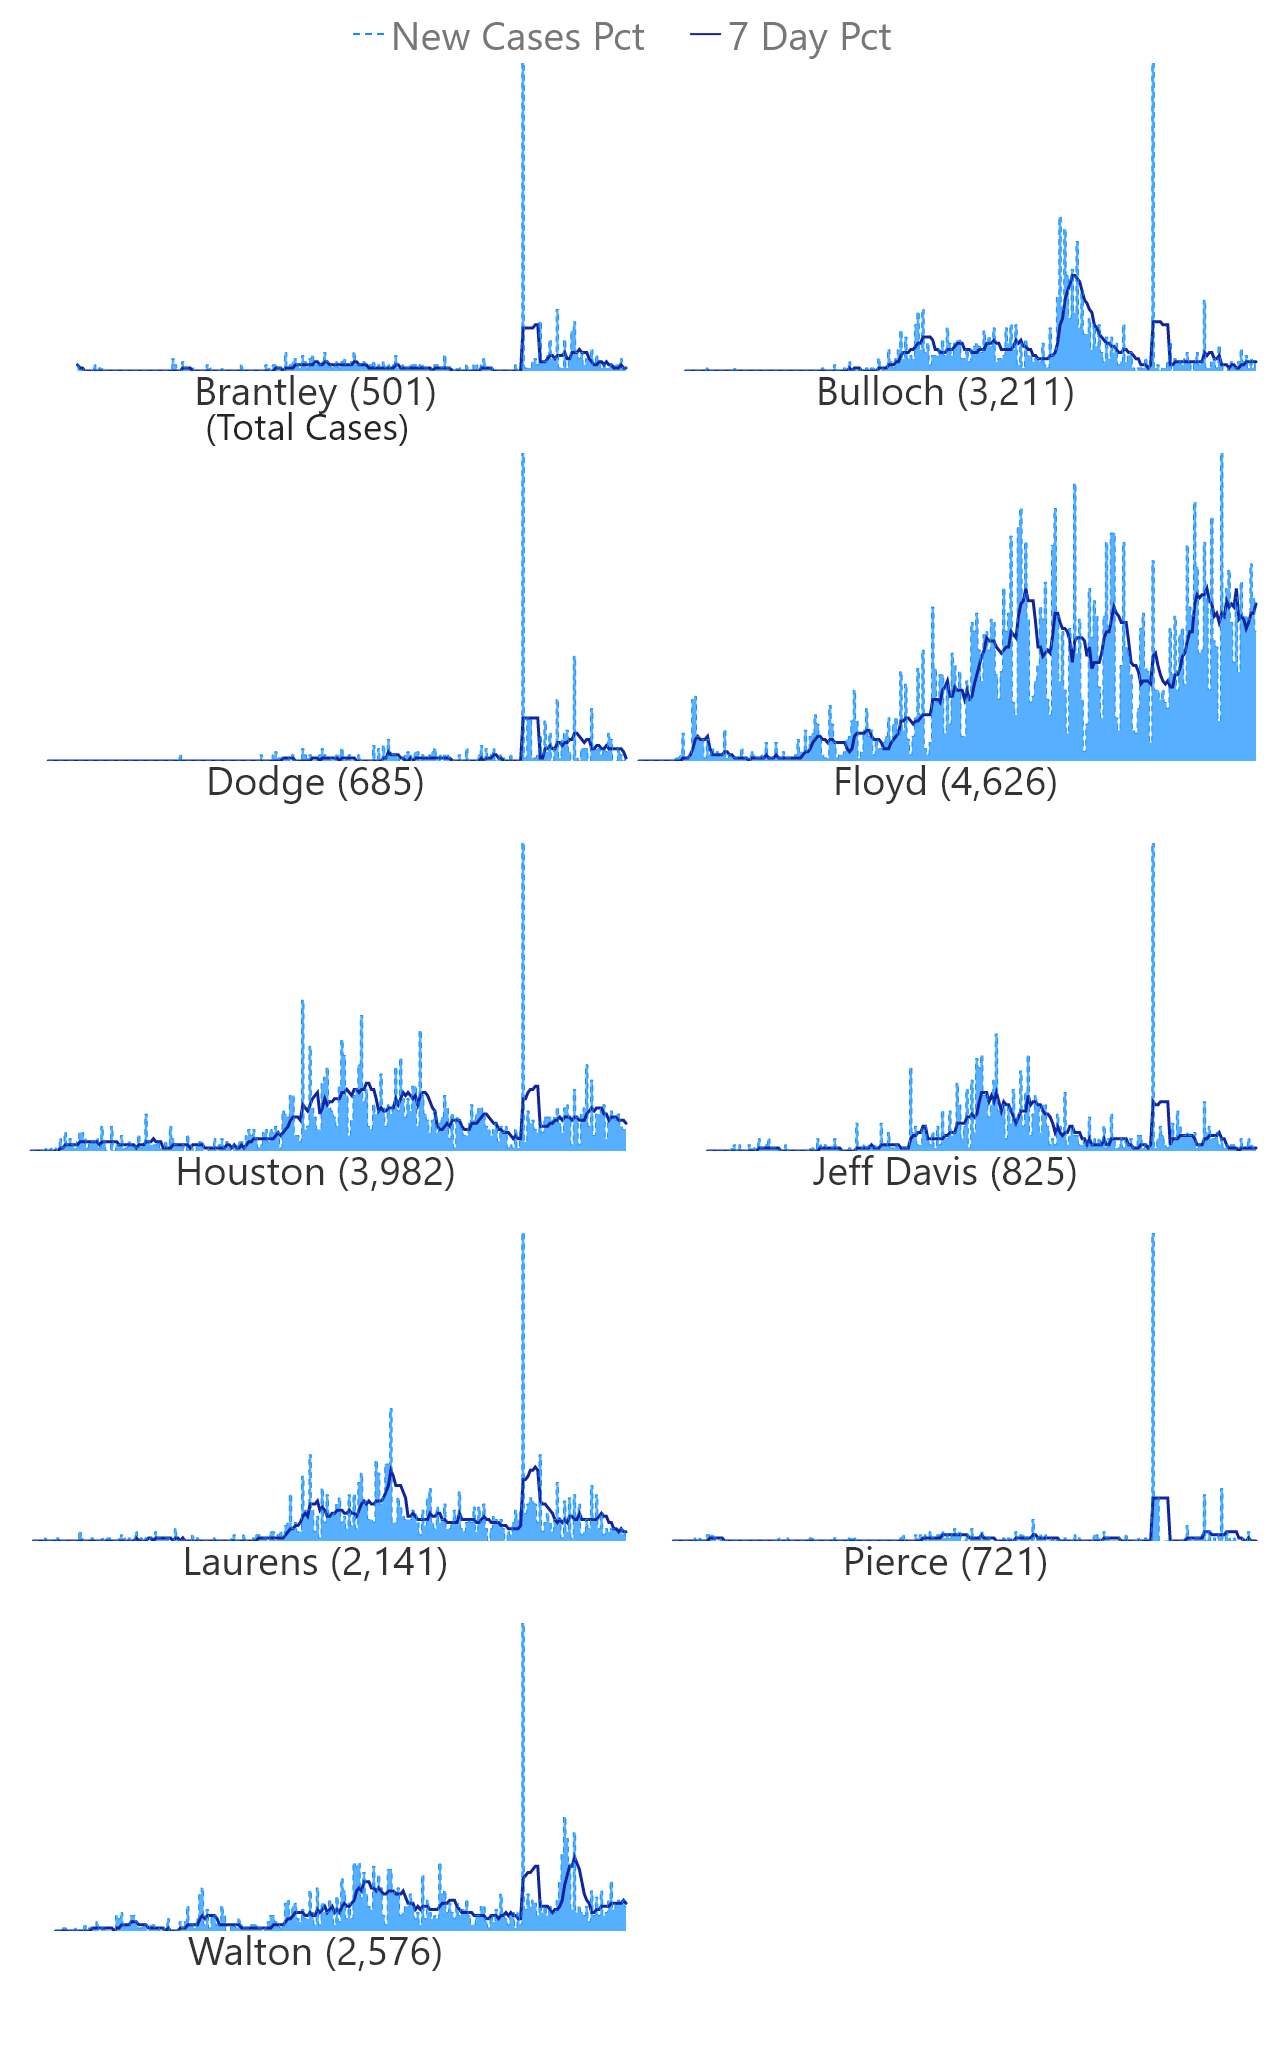 New Cases Pct 7 Day Pct
Brantley (501) Bulloch (3,211)
(Total Cases)
Dodge (685) Floyd (4,626)
Houston (3,982) Jeff Davis (825)
Laurens (2,141) Pierce (721)
Walton (2,576)